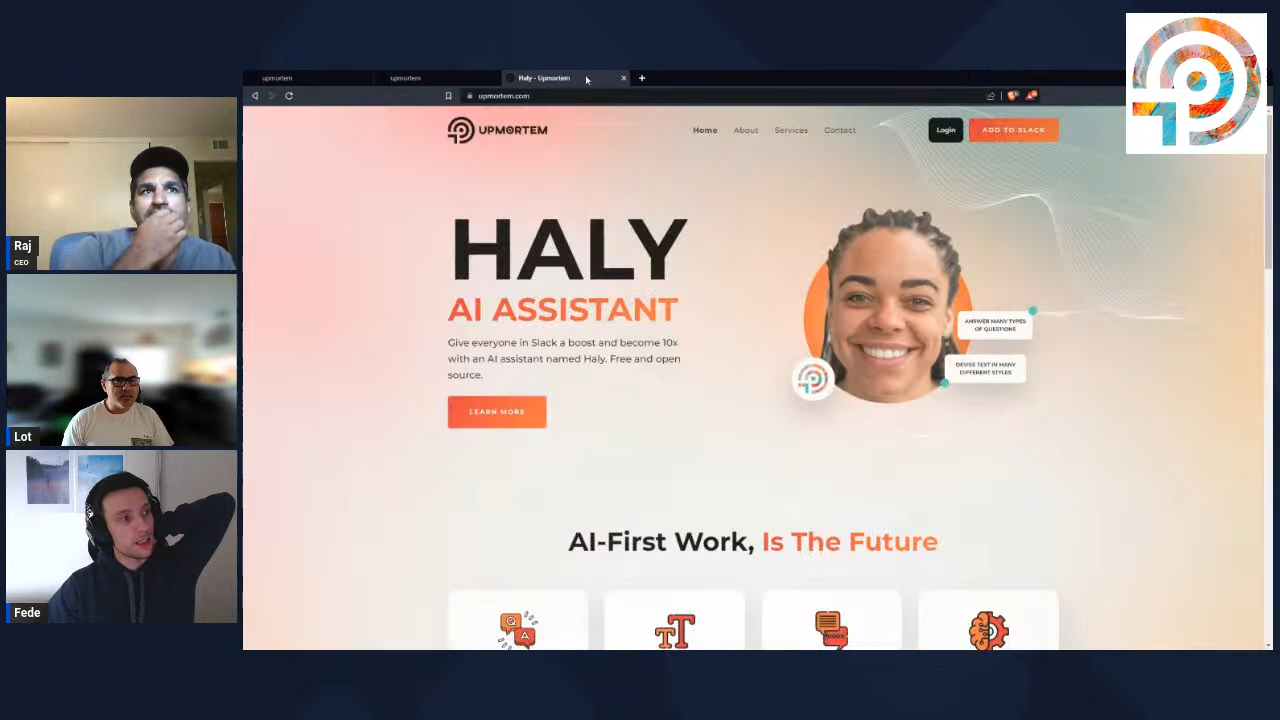 upmortem
upmortem
Haly - Upmortem
upmortem.com
UPMORTEM
Home
About
Services
Contact
Login
ADD TO SLACK
Raj
CEO
HALY
AI ASSISTANT
Give everyone in Slack a boost and become 10x
with an AI assistant named Haly. Free and open
source.
LEARN MORE
ANSWER MANY TYPES
OF QUESTIONS
DEVISE TEXT IN MANY
DIFFERENT STYLES
Lot
AI-First Work, Is The Future
Q
A
TT
Fede